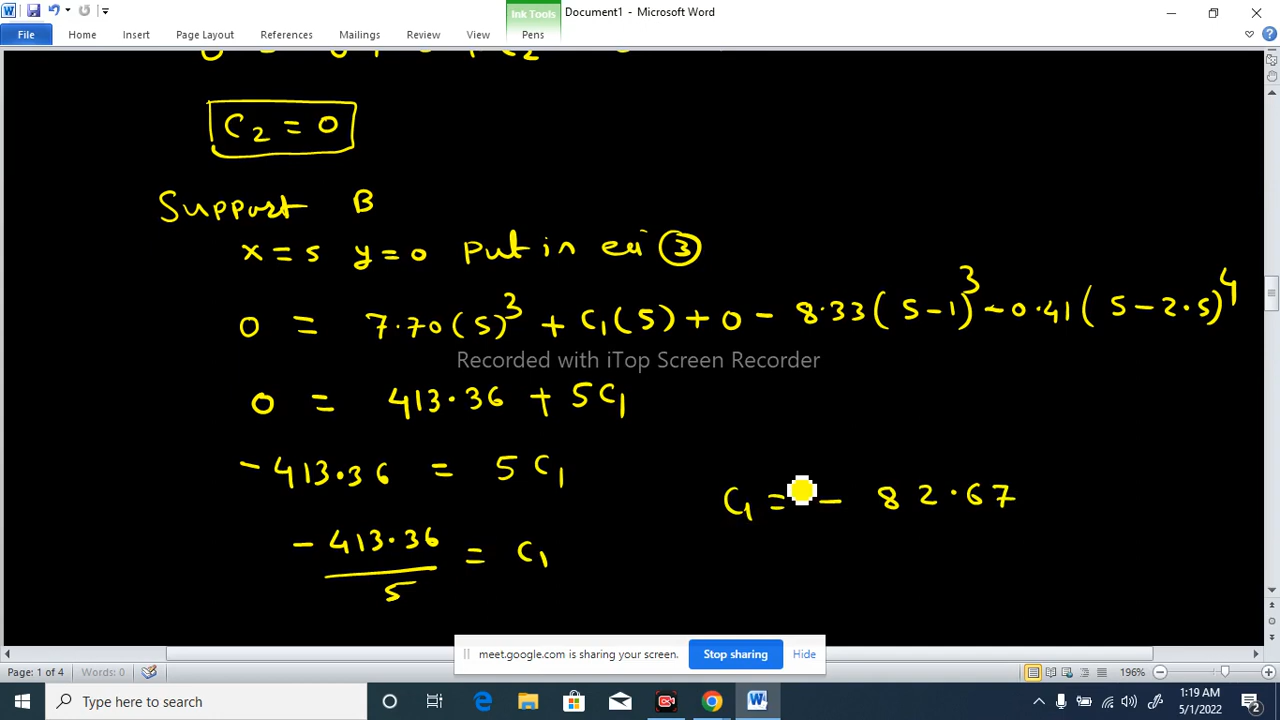 Ink Tools
Document1 - Microsoft Word
File Home Insert Page Layout References Mailings Review View Pens
C2 = 0
Support B
x = 5 y = 0 put in eq 3
0 = 7.70(5)^3 + C1(5) + 0 - 8.33(5-1)^3 - 0.41(5-2.5)^4
Recorded with iTop Screen Recorder
0 = 413.36 + 5C1
-413.36 = 5C1
C1 = - 82.67
-413.36/5 = C1
meet.google.com is sharing your screen. Stop sharing Hide
Page: 1 of 4 Words: 0 196%
Type here to search
1:19 AM
5/1/2022
2